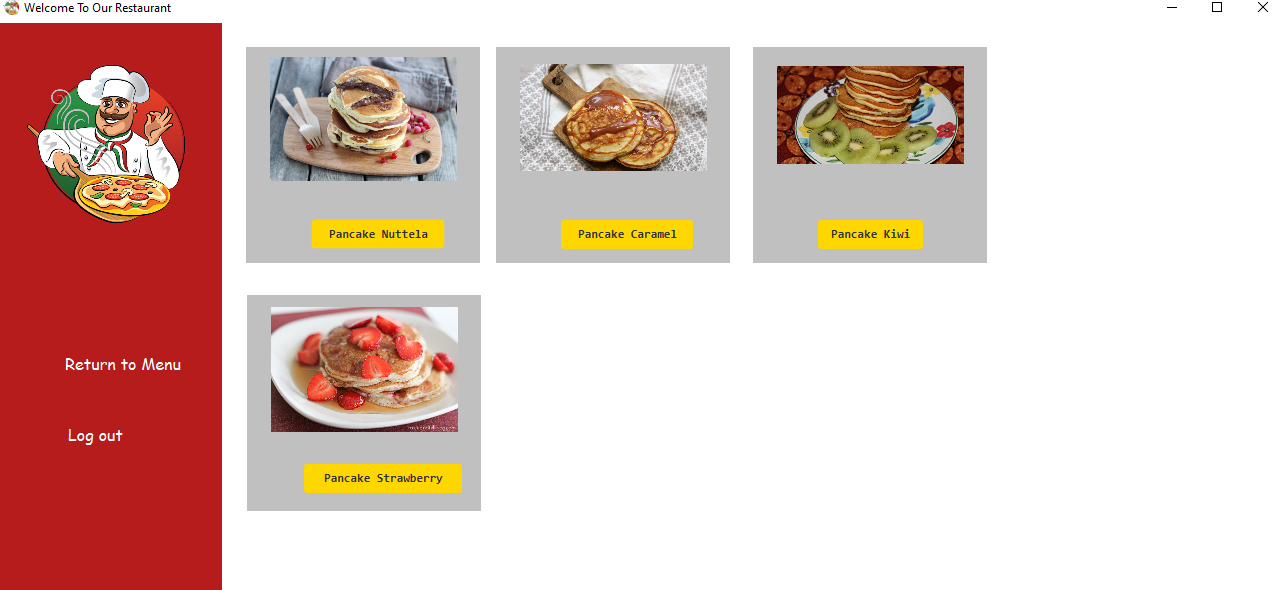 Welcome To Our Restaurant
Pancake Nuttela
Pancake Caramel
Pancake Kiwi
Return to Menu
Log out
Pancake Strawberry